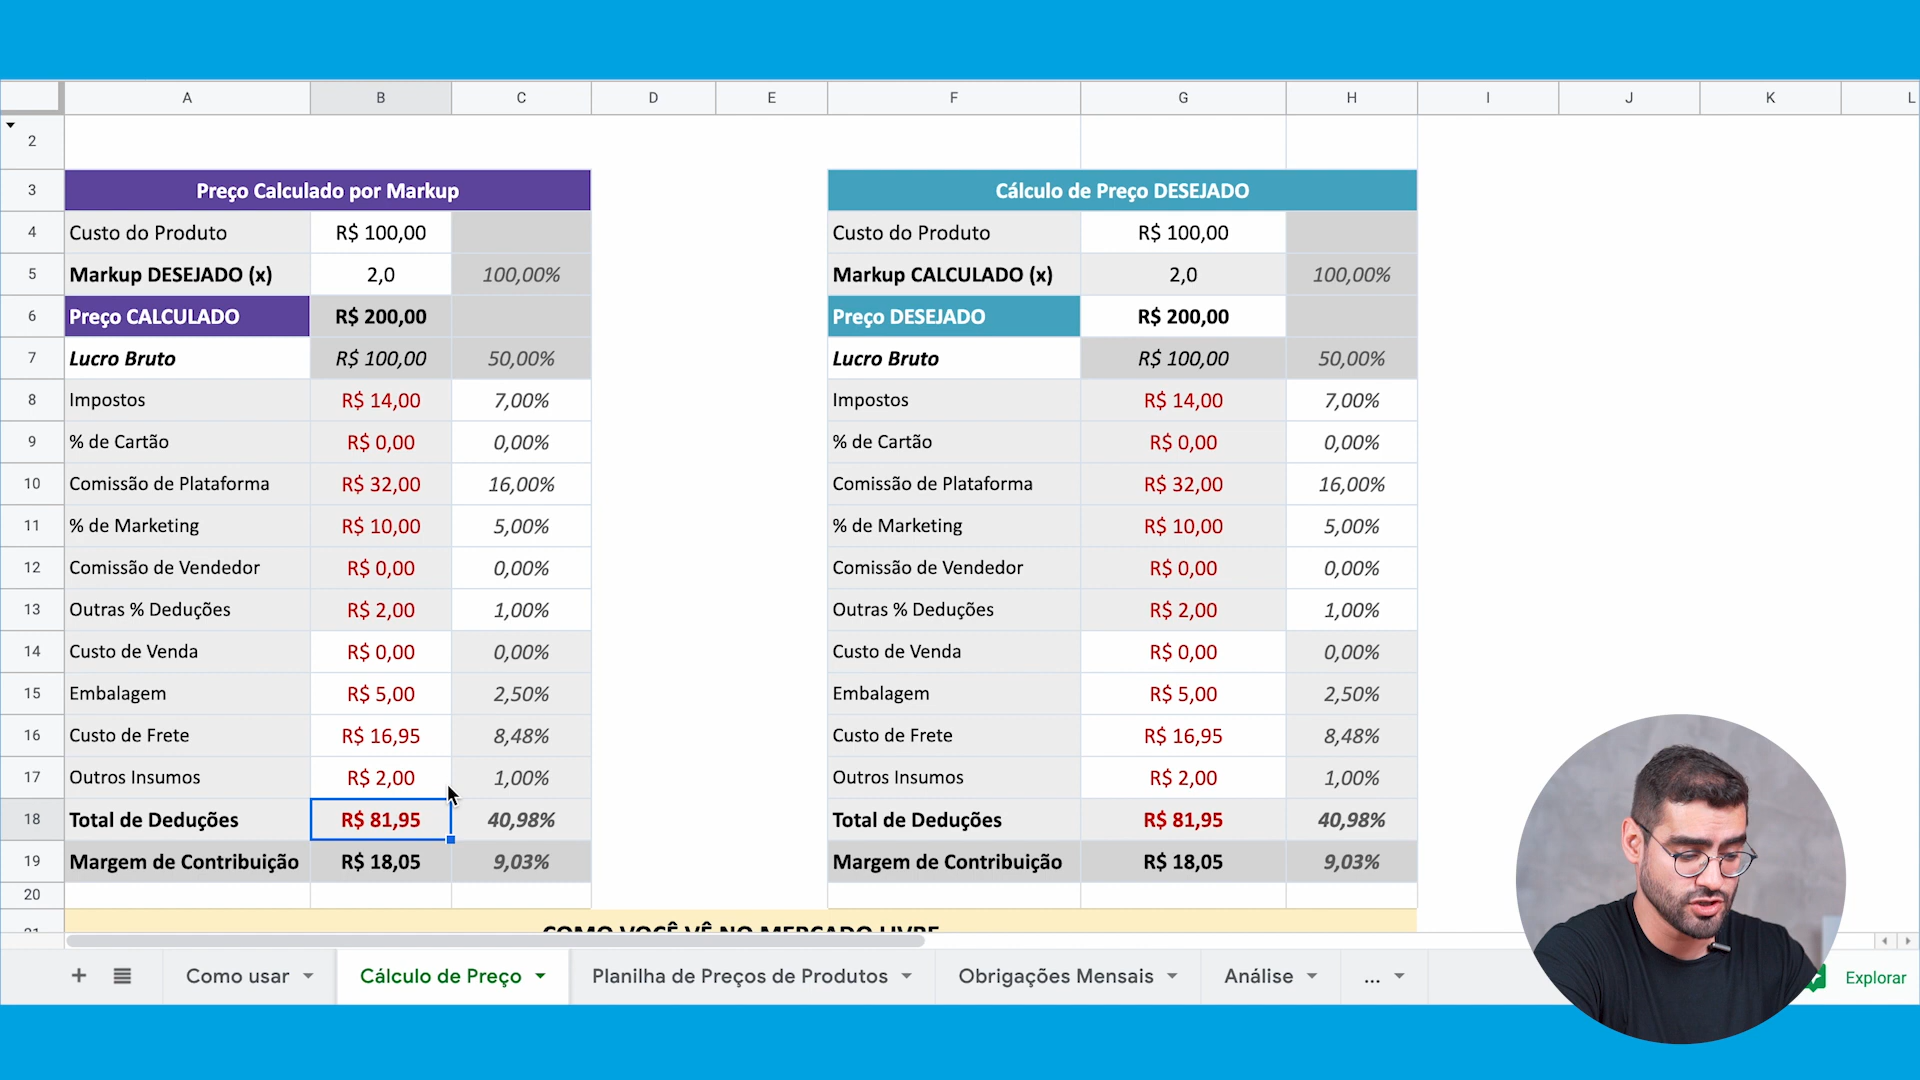 A B C D E F G H I J K L
2
3 Preço Calculado por Markup Cálculo de Preço DESEJADO
4 Custo do Produto R$ 100,00 Custo do Produto R$ 100,00
5 Markup DESEJADO (x) 2,0 100,00% Markup CALCULADO (x) 2,0 100,00%
6 Preço CALCULADO R$ 200,00 Preço DESEJADO R$ 200,00
7 Lucro Bruto R$ 100,00 50,00% Lucro Bruto R$ 100,00 50,00%
8 Impostos R$ 14,00 7,00% Impostos R$ 14,00 7,00%
9 % de Cartão R$ 0,00 0,00% % de Cartão R$ 0,00 0,00%
10 Comissão de Plataforma R$ 32,00 16,00% Comissão de Plataforma R$ 32,00 16,00%
11 % de Marketing R$ 10,00 5,00% % de Marketing R$ 10,00 5,00%
12 Comissão de Vendedor R$ 0,00 0,00% Comissão de Vendedor R$ 0,00 0,00%
13 Outras % Deduções R$ 2,00 1,00% Outras % Deduções R$ 2,00 1,00%
14 Custo de Venda R$ 0,00 0,00% Custo de Venda R$ 0,00 0,00%
15 Embalagem R$ 5,00 2,50% Embalagem R$ 5,00 2,50%
16 Custo de Frete R$ 16,95 8,48% Custo de Frete R$ 16,95 8,48%
17 Outros Insumos R$ 2,00 1,00% Outros Insumos R$ 2,00 1,00%
18 Total de Deduções R$ 81,95 40,98% Total de Deduções R$ 81,95 40,98%
19 Margem de Contribuição R$ 18,05 9,03% Margem de Contribuição R$ 18,05 9,03%
20
21 COMO VOCÊ VÊ NO MERCADO LIVRE
+ Como usar Cálculo de Preço Planilha de Preços de Produtos Obrigações Mensais Análise ... Explorar